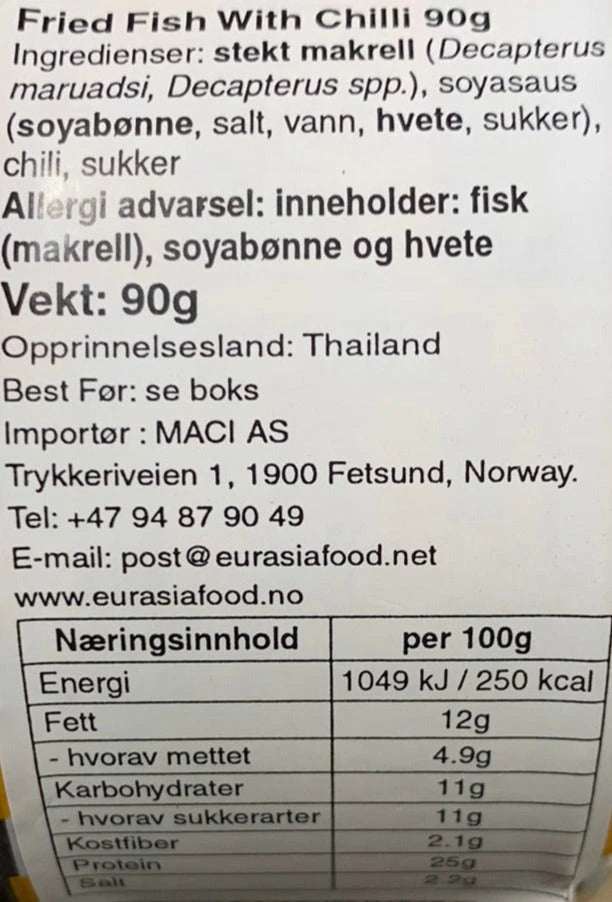 Fried Fish With Chilli 90g
Ingredienser: stekt makrell (Decapterus
maruadsi, Decapterus spp.), soyasaus
(soyabønne, salt, vann, hvete, sukker),
chili, sukker
Allergi advarsel: inneholder: fisk
(makrell), soyabønne og hvete
Vekt: 90g
Opprinnelsesland: Thailand
Best Før: se boks
Importør : MACI AS
Trykkeriveien 1, 1900 Fetsund, Norway.
Tel: +47 94 87 90 49
E-mail: post@eurasiafood.net
www.eurasiafood.no
Næringsinnhold per 100g
Energi 1049 kJ / 250 kcal
Fett 12g
- hvorav mettet 4.9g
Karbohydrater 11g
- hvorav sukkerarter 11g
Kostfiber 2.1g
Protein 25g
Salt 2.2g